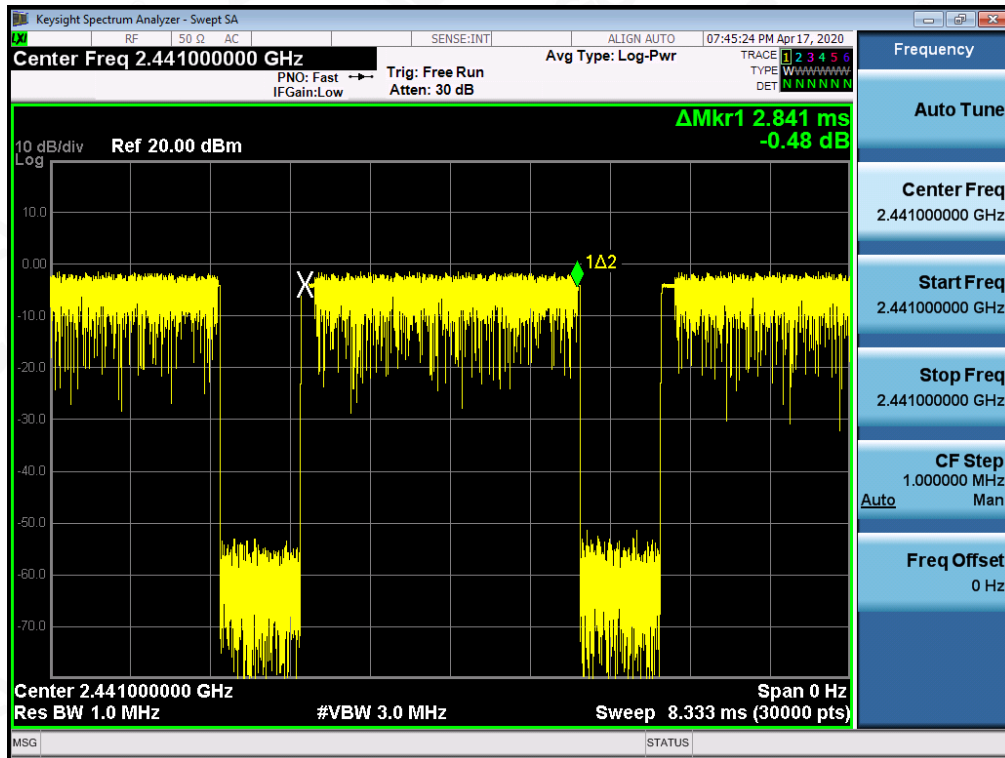 Keysight Spectrum Analyzer - Swept SA
LXI RF 50 Ω AC SENSE:INT ALIGN AUTO 07:45:24 PM Apr 17, 2020
Center Freq 2.441000000 GHz
PNO: Fast
IFGain:Low
Trig: Free Run
Atten: 30 dB
Avg Type: Log-Pwr
TRACE 1 2 3 4 5 6
TYPE WWWWWW
DET N N N N N N
ΔMkr1 2.841 ms
-0.48 dB
10 dB/div Ref 20.00 dBm
Log
10.0
0.00
-10.0
-20.0
-30.0
-40.0
-50.0
-60.0
-70.0
X
1Δ2
Center 2.441000000 GHz Span 0 Hz
Res BW 1.0 MHz #VBW 3.0 MHz Sweep 8.333 ms (30000 pts)
MSG STATUS
Frequency
Auto Tune
Center Freq
2.441000000 GHz
Start Freq
2.441000000 GHz
Stop Freq
2.441000000 GHz
CF Step
1.000000 MHz
Auto Man
Freq Offset
0 Hz